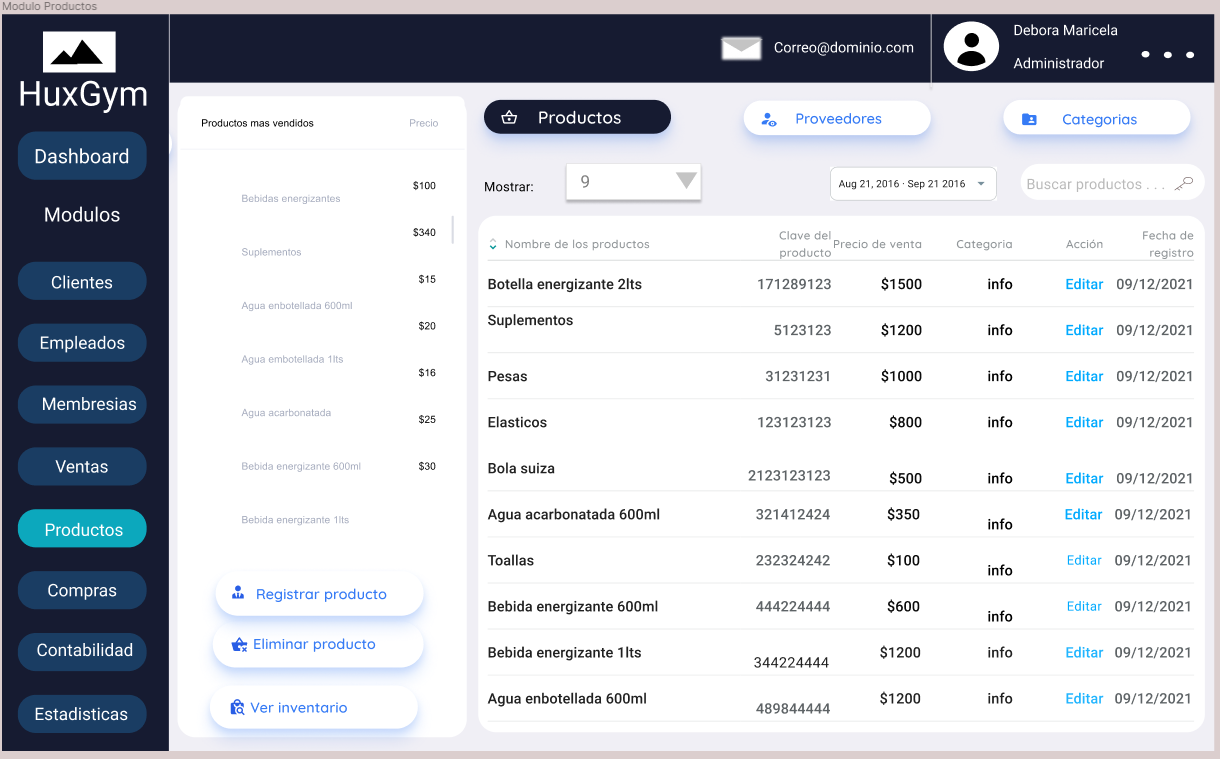 Modulo Productos
HuxGym
Dashboard
Modulos
Clientes
Empleados
Membresias
Ventas
Productos
Compras
Contabilidad
Estadisticas
Correo@dominio.com
Debora Maricela
Administrador
Productos mas vendidos Precio
$100
Bebidas energizantes
$340
Suplementos
$15
Agua enbotellada 600ml
$20
Agua embotellada 1lts
$16
Agua acarbonatada
$25
Bebida energizante 600ml $30
Bebida energizante 1lts
Registrar producto
Eliminar producto
Ver inventario
Productos
Proveedores
Categorias
Mostrar:
9
Aug 21, 2016 · Sep 21 2016
Buscar productos . . .
Nombre de los productos Clave del producto Precio de venta Categoria Acción Fecha de registro
Botella energizante 2lts 171289123 $1500 info Editar 09/12/2021
Suplementos 5123123 $1200 info Editar 09/12/2021
Pesas 31231231 $1000 info Editar 09/12/2021
Elasticos 123123123 $800 info Editar 09/12/2021
Bola suiza 2123123123 $500 info Editar 09/12/2021
Agua acarbonatada 600ml 321412424 $350 info Editar 09/12/2021
Toallas 232324242 $100 info Editar 09/12/2021
Bebida energizante 600ml 444224444 $600 info Editar 09/12/2021
Bebida energizante 1lts 344224444 $1200 info Editar 09/12/2021
Agua enbotellada 600ml 489844444 $1200 info Editar 09/12/2021